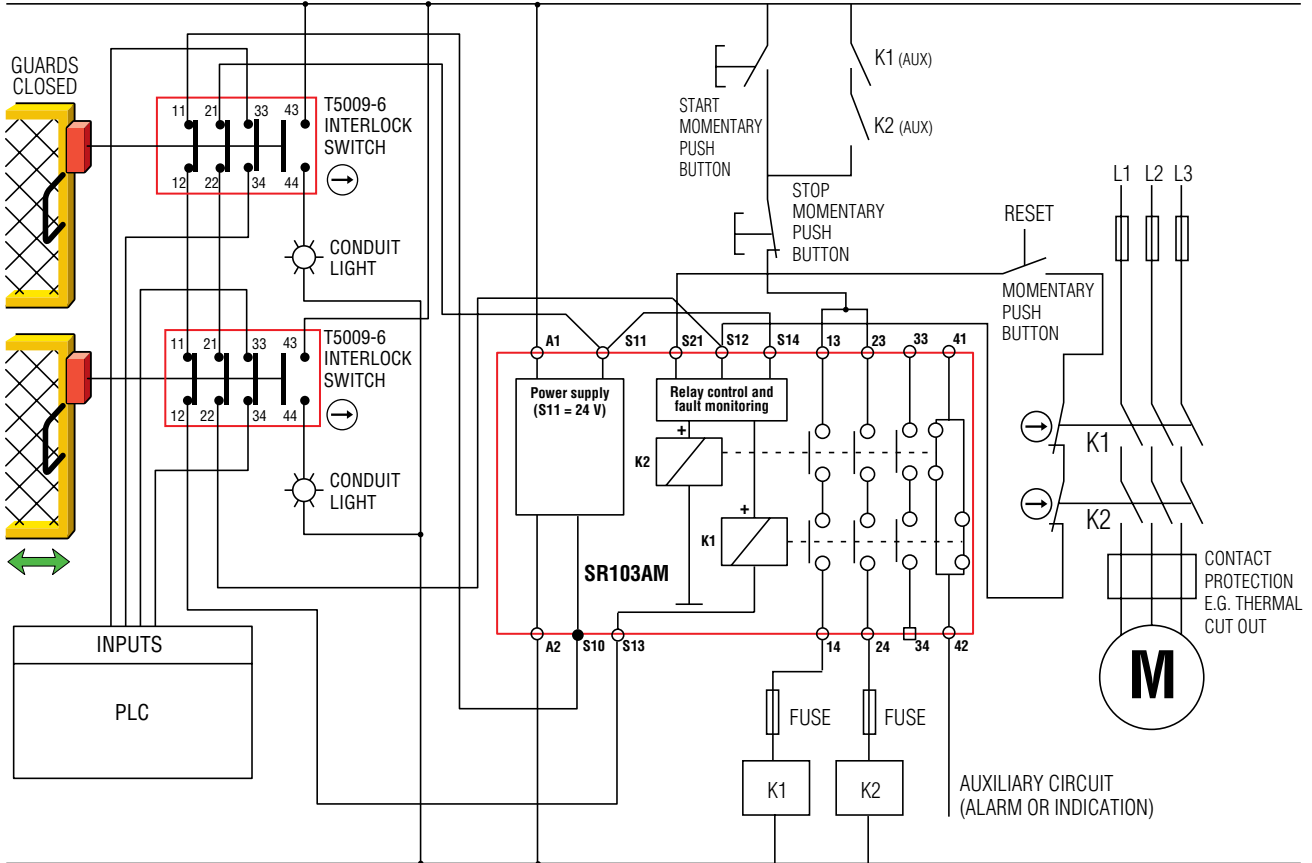 GUARDS
CLOSED
11 21 33 43
12 22 34 44
T5009-6
INTERLOCK
SWITCH
CONDUIT
LIGHT
11 21 33 43
12 22 34 44
T5009-6
INTERLOCK
SWITCH
CONDUIT
LIGHT
INPUTS
PLC
START
MOMENTARY
PUSH
BUTTON
K1 (AUX)
K2 (AUX)
STOP
MOMENTARY
PUSH
BUTTON
RESET
MOMENTARY
PUSH
BUTTON
L1 L2 L3
A1 S11 S21 S12 S14 13 23 33 41
Power supply
(S11 = 24 V)
Relay control and
fault monitoring
+
K2
+
K1
SR103AM
A2 S10 S13 14 24 34 42
FUSE
FUSE
K1
K2
AUXILIARY CIRCUIT
(ALARM OR INDICATION)
K1
K2
CONTACT
PROTECTION
E.G. THERMAL
CUT OUT
M